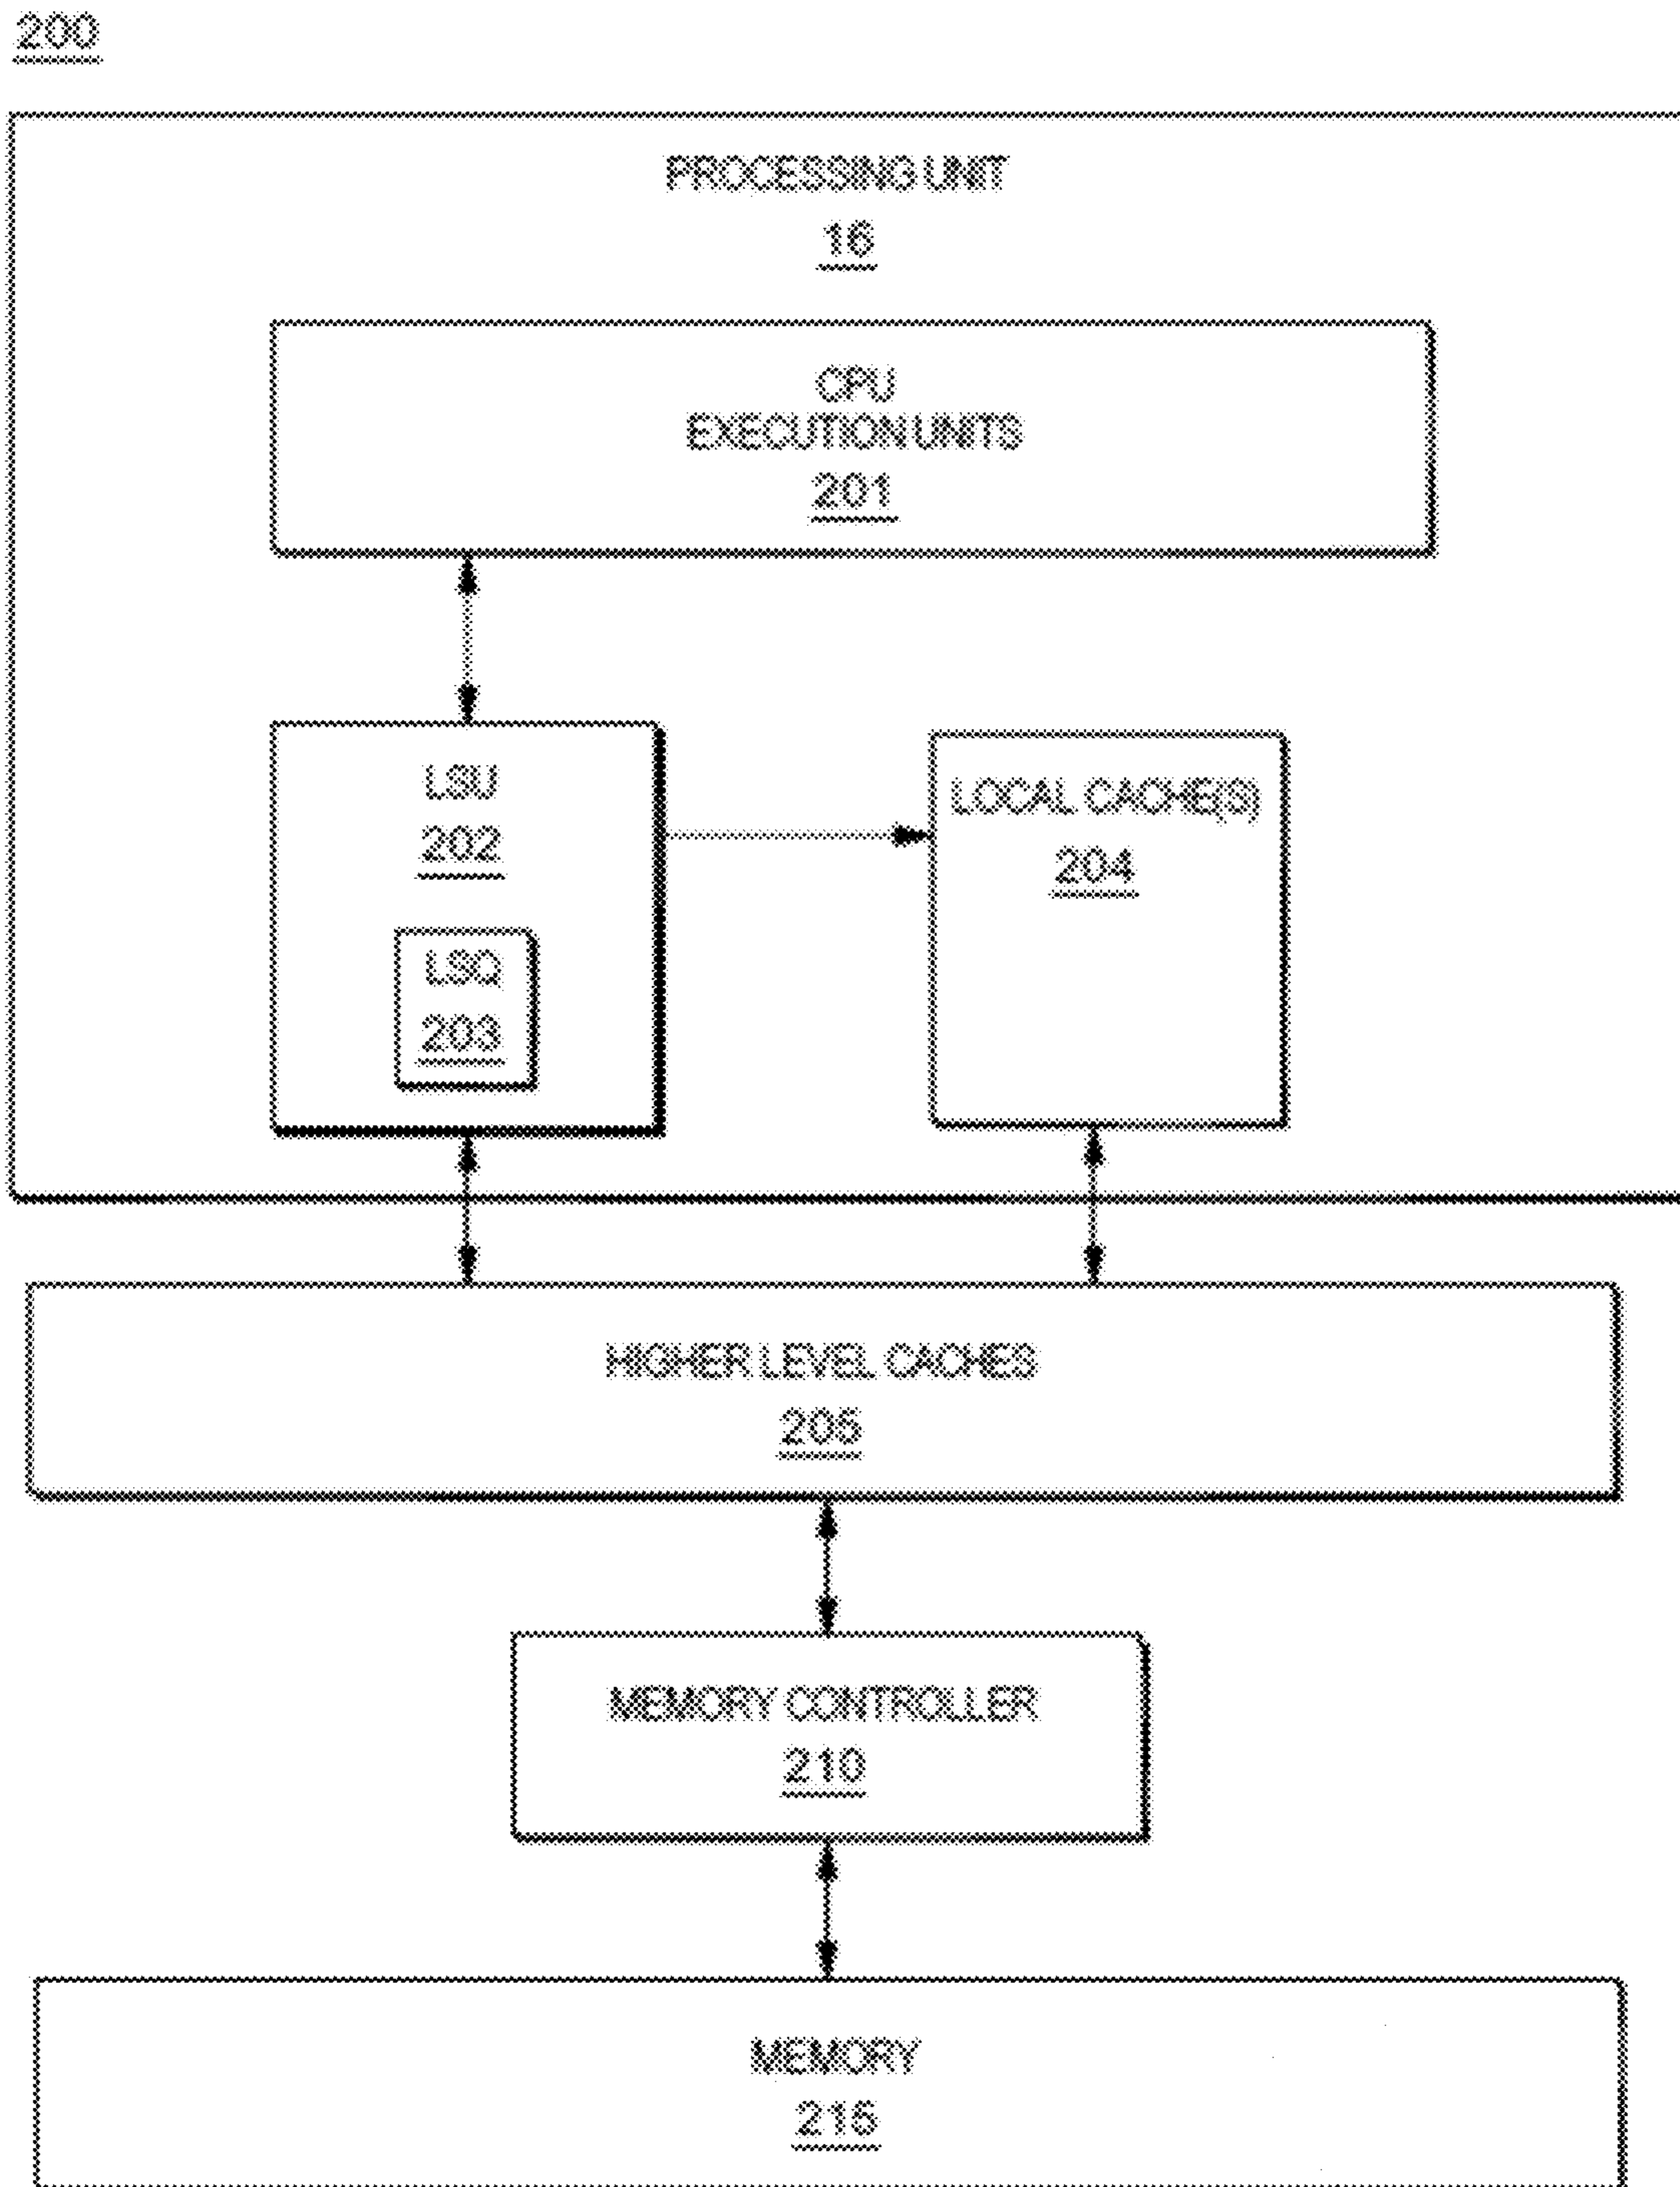 200
PROCESSING UNIT
16
CPU
EXECUTION UNITS
201
LSU
202
LOCAL CACHE(S)
204
LSQ
203
HIGHER LEVEL CACHES
205
MEMORY CONTROLLER
210
MEMORY
215